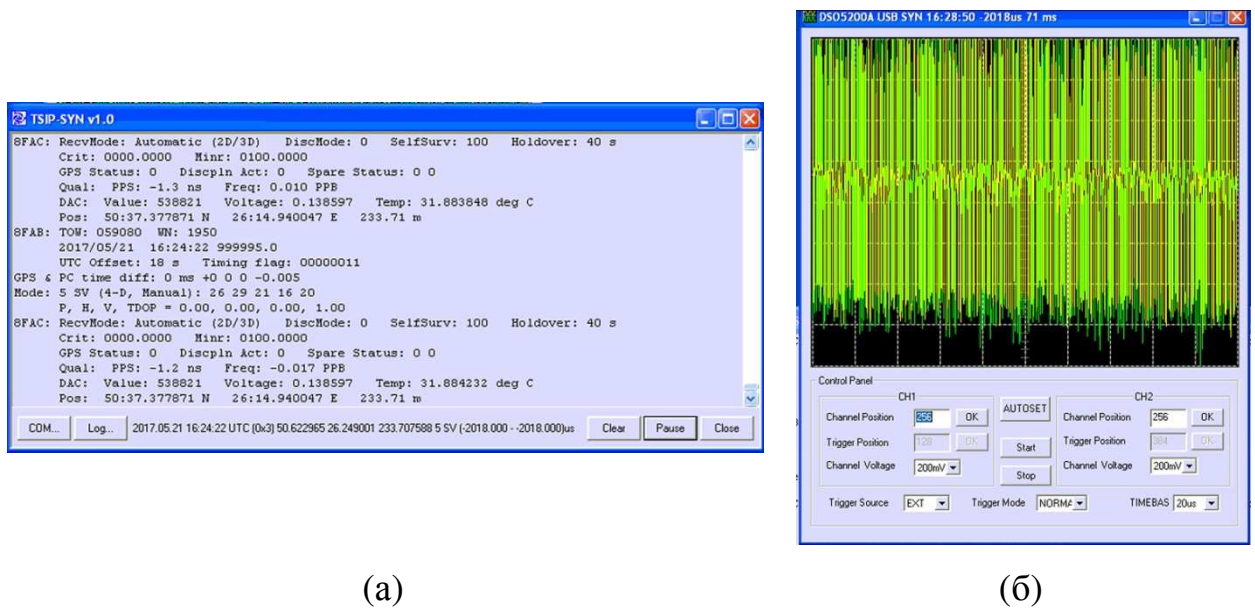 TSIP-SYN v1.0
8FAC: RecvMode: Automatic (2D/3D) DiscMode: 0 SelfSurv: 100 Holdover: 40 s
Crit: 0000.0000 Minr: 0100.0000
GPS Status: 0 Discpln Act: 0 Spare Status: 0 0
Qual: PPS: -1.3 ns Freq: 0.010 PPB
DAC: Value: 538821 Voltage: 0.138597 Temp: 31.883848 deg C
Pos: 50:37.377871 N 26:14.940047 E 233.71 m
8FAB: TOW: 059080 WN: 1950
2017/05/21 16:24:22 999995.0
UTC Offset: 18 s Timing flag: 00000011
GPS & PC time diff: 0 ms +0 0 0 -0.005
Mode: 5 SV (4-D, Manual): 26 29 21 16 20
P, H, V, TDOP = 0.00, 0.00, 0.00, 1.00
8FAC: RecvMode: Automatic (2D/3D) DiscMode: 0 SelfSurv: 100 Holdover: 40 s
Crit: 0000.0000 Minr: 0100.0000
GPS Status: 0 Discpln Act: 0 Spare Status: 0 0
Qual: PPS: -1.2 ns Freq: -0.017 PPB
DAC: Value: 538821 Voltage: 0.138597 Temp: 31.884232 deg C
Pos: 50:37.377871 N 26:14.940047 E 233.71 m
COM... Log... 2017.05.21 16:24:22 UTC (0x3) 50.622965 26.249001 233.707588 5 SV (-2018.000 - -2018.000)us Clear Pause Close
(а)
DSO5200A USB SYN 16:28:50 -2018us 71 ms
Control Panel
CH1 CH2
Channel Position 256 OK AUTOSET Channel Position 256 OK
Trigger Position 128 OK Start Trigger Position 384 OK
Channel Voltage 200mV Stop Channel Voltage 200mV
Trigger Source EXT Trigger Mode NORMA TIMEBAS 20us
(б)